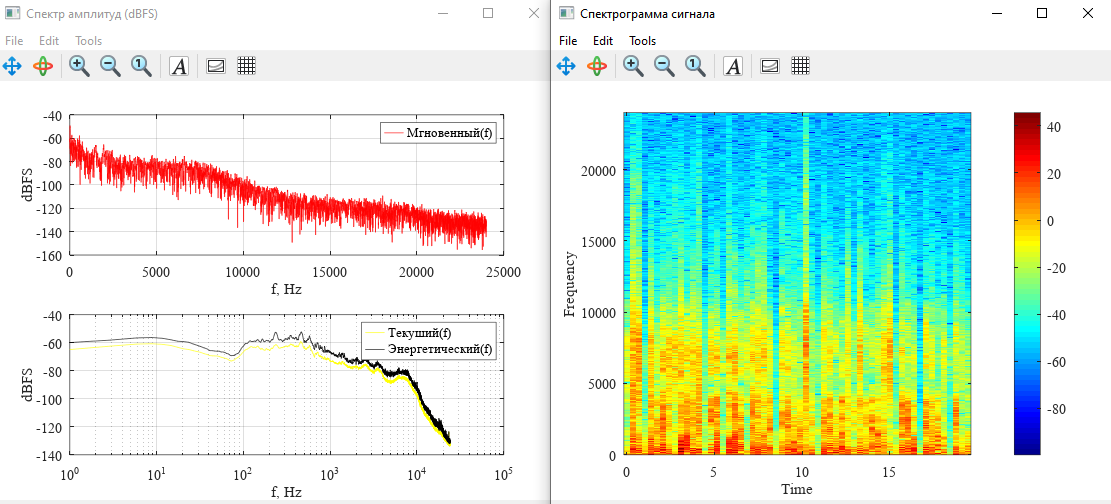 Спектр амплитуд (dBFS)
File Edit Tools
A
-40
-60
-80
-100
-120
-140
-160
dBFS
Мгновенный(f)
0 5000 10000 15000 20000 25000
f, Hz
-40
-60
-80
-100
-120
-140
dBFS
Текуший(f)
Энергетический(f)
10⁰ 10¹ 10² 10³ 10⁴ 10⁵
f, Hz
Спектрограмма сигнала
File Edit Tools
A
20000
15000
10000
5000
0
Frequency
0 5 10 15
Time
40
20
0
-20
-40
-60
-80